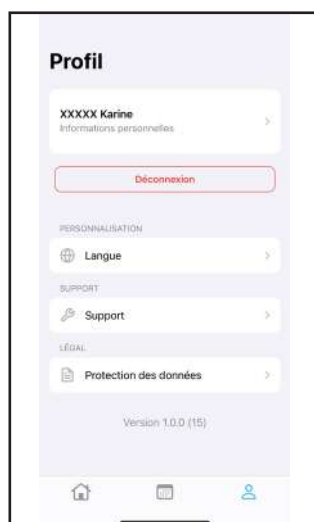 Profil
XXXXX Karine
Informations personnelles
Déconnexion
PERSONNALISATION
Langue
SUPPORT
Support
LÉGAL
Protection des données
Version 1.0.0 (15)